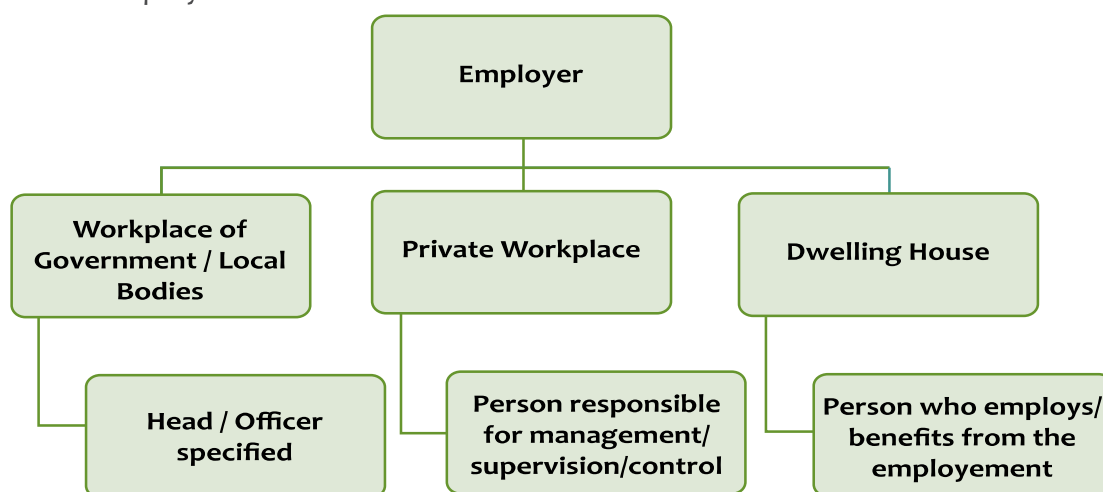 Employer
Workplace of
Government / Local
Bodies
Private Workplace
Dwelling House
Head / Officer
specified
Person responsible
for management/
supervision/control
Person who employs/
benefits from the
employement